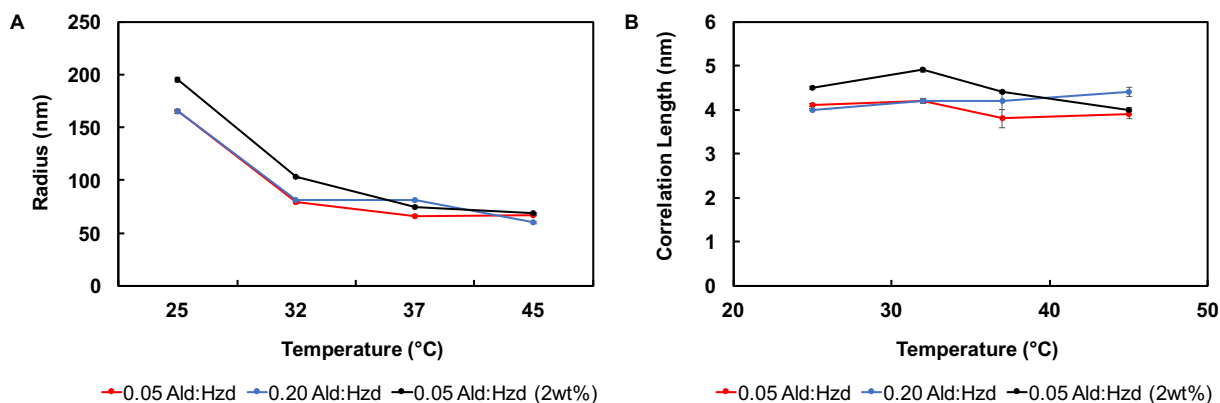 A
Radius (nm)
250
200
150
100
50
0
25 32 37 45
Temperature (°C)
0.05 Ald:Hzd 0.20 Ald:Hzd 0.05 Ald:Hzd (2wt%)
B
Correlation Length (nm)
6
5
4
3
2
1
0
20 30 40 50
Temperature (°C)
0.05 Ald:Hzd 0.20 Ald:Hzd 0.05 Ald:Hzd (2wt%)